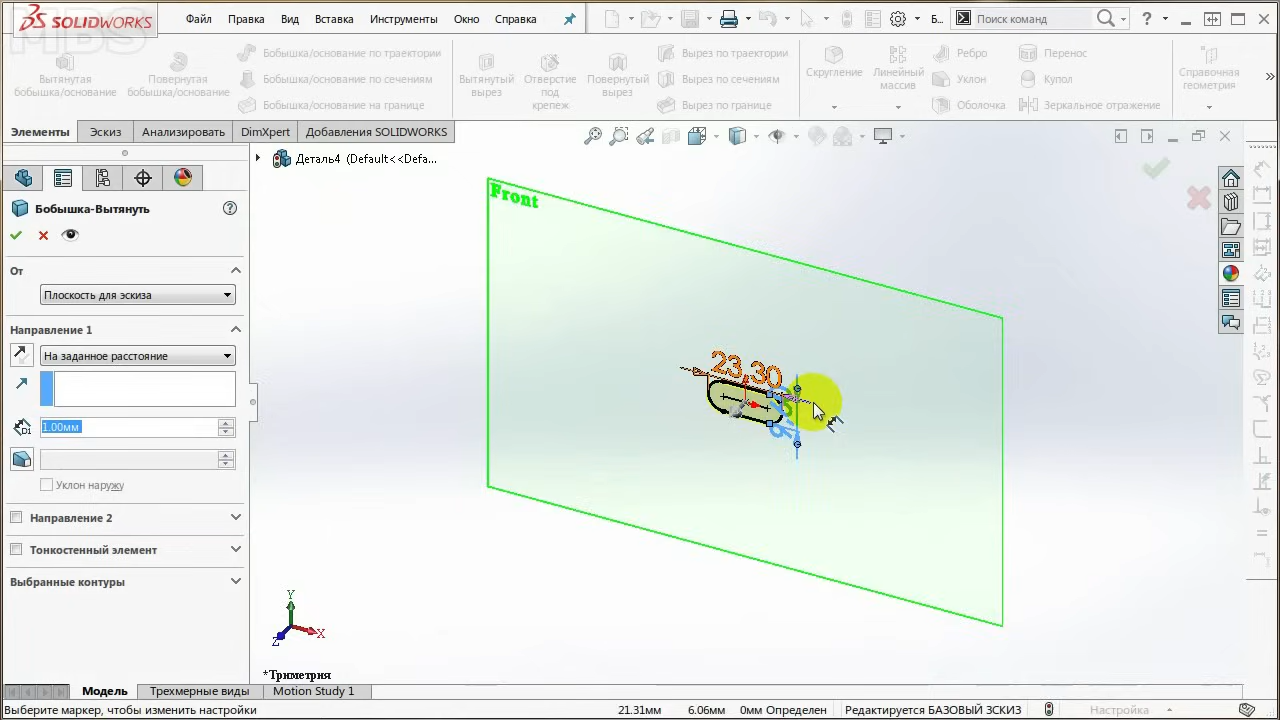 MBS
SOLIDWORKS
Файл Правка Вид Вставка Инструменты Окно Справка
Б... Поиск команд
Вытянутая бобышка/основание
Повернутая бобышка/основание
Бобышка/основание по траектории
Бобышка/основание по сечениям
Бобышка/основание на границе
Вытянутый вырез
Отверстие под крепеж
Повернутый вырез
Вырез по траектории
Вырез по сечениям
Вырез по границе
Скругление
Линейный массив
Ребро
Уклон
Оболочка
Перенос
Купол
Зеркальное отражение
Справочная геометрия
Элементы Эскиз Анализировать DimXpert Добавления SOLIDWORKS
Деталь4 (Default<<Defa...
Бобышка-Вытянуть
От
Плоскость для эскиза
Направление 1
На заданное расстояние
D1
1.00мм
Уклон наружу
Направление 2
Тонкостенный элемент
Выбранные контуры
Front
23,30
Y
X
Z
*Триметрия
Модель Трехмерные виды Motion Study 1
Выберите маркер, чтобы изменить настройки 21.31мм 6.06мм 0мм Определен Редактируется БАЗОВЫЙ ЭСКИЗ Настройка